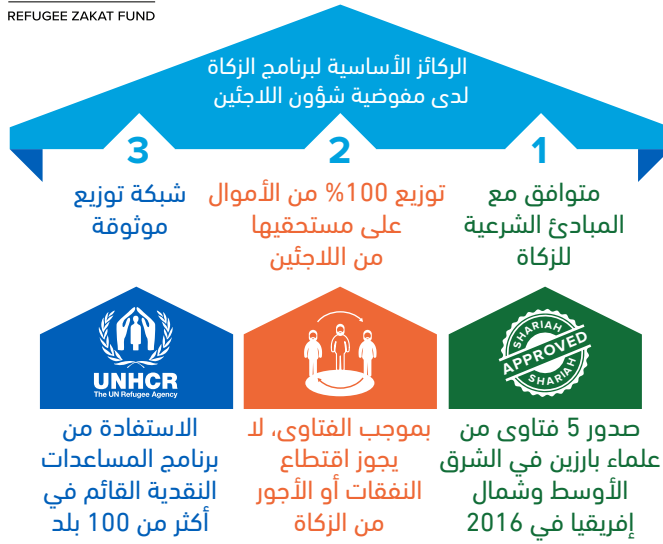 REFUGEE ZAKAT FUND
الركائز الأساسية لبرنامج الزكاة
لدى مفوضية شؤون اللاجئين
1
متوافق مع
المبادئ الشرعية
للزكاة
2
توزيع 100% من الأموال
على مستحقيها
من اللاجئين
3
شبكة توزيع
موثوقة
SHARIAH
APPROVED
SHARIAH
صدور 5 فتاوى من
علماء بارزين في الشرق
الأوسط وشمال
إفريقيا في 2016
بموجب الفتاوى، لا
يجوز اقتطاع
النفقات أو الأجور
من الزكاة
UNHCR
The UN Refugee Agency
الاستفادة من
برنامج المساعدات
النقدية القائم في
أكثر من 100 بلد